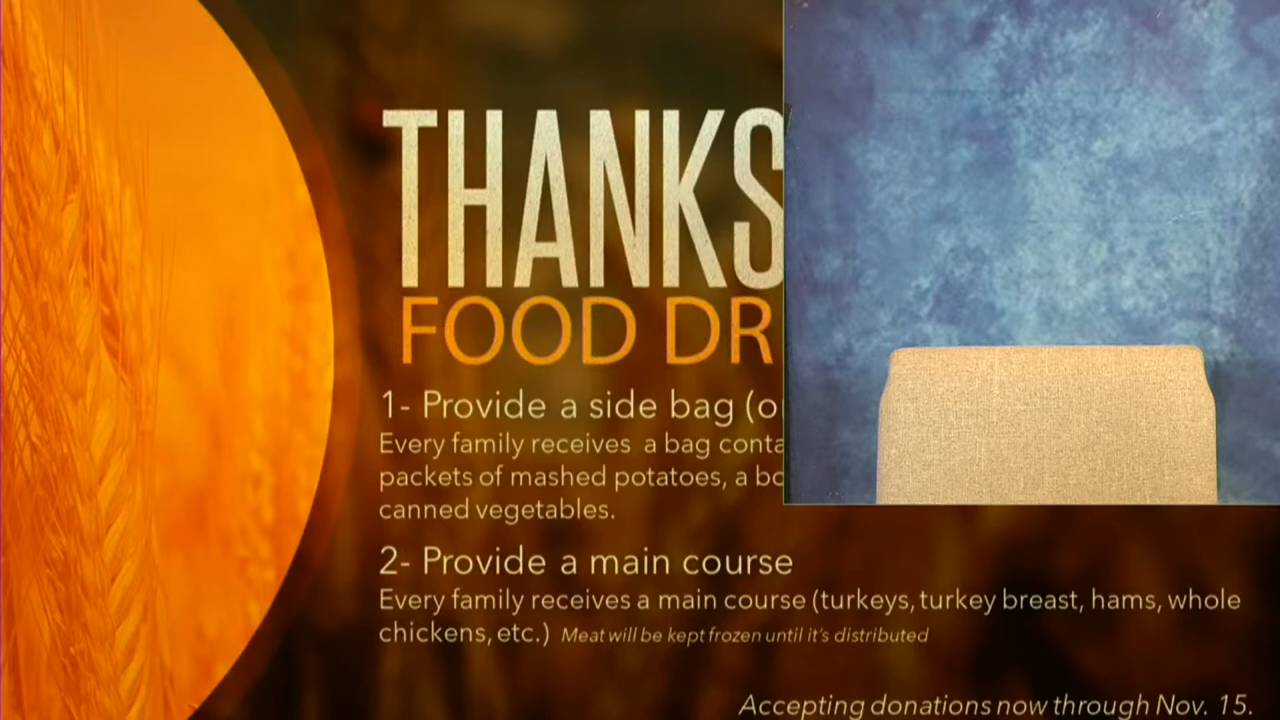 THANKS
FOOD DR
1- Provide a side bag (o
Every family receives a bag conta
packets of mashed potatoes, a bo
canned vegetables.
2- Provide a main course
Every family receives a main course (turkeys, turkey breast, hams, whole
chickens, etc.) Meat will be kept frozen until it's distributed
Accepting donations now through Nov. 15.